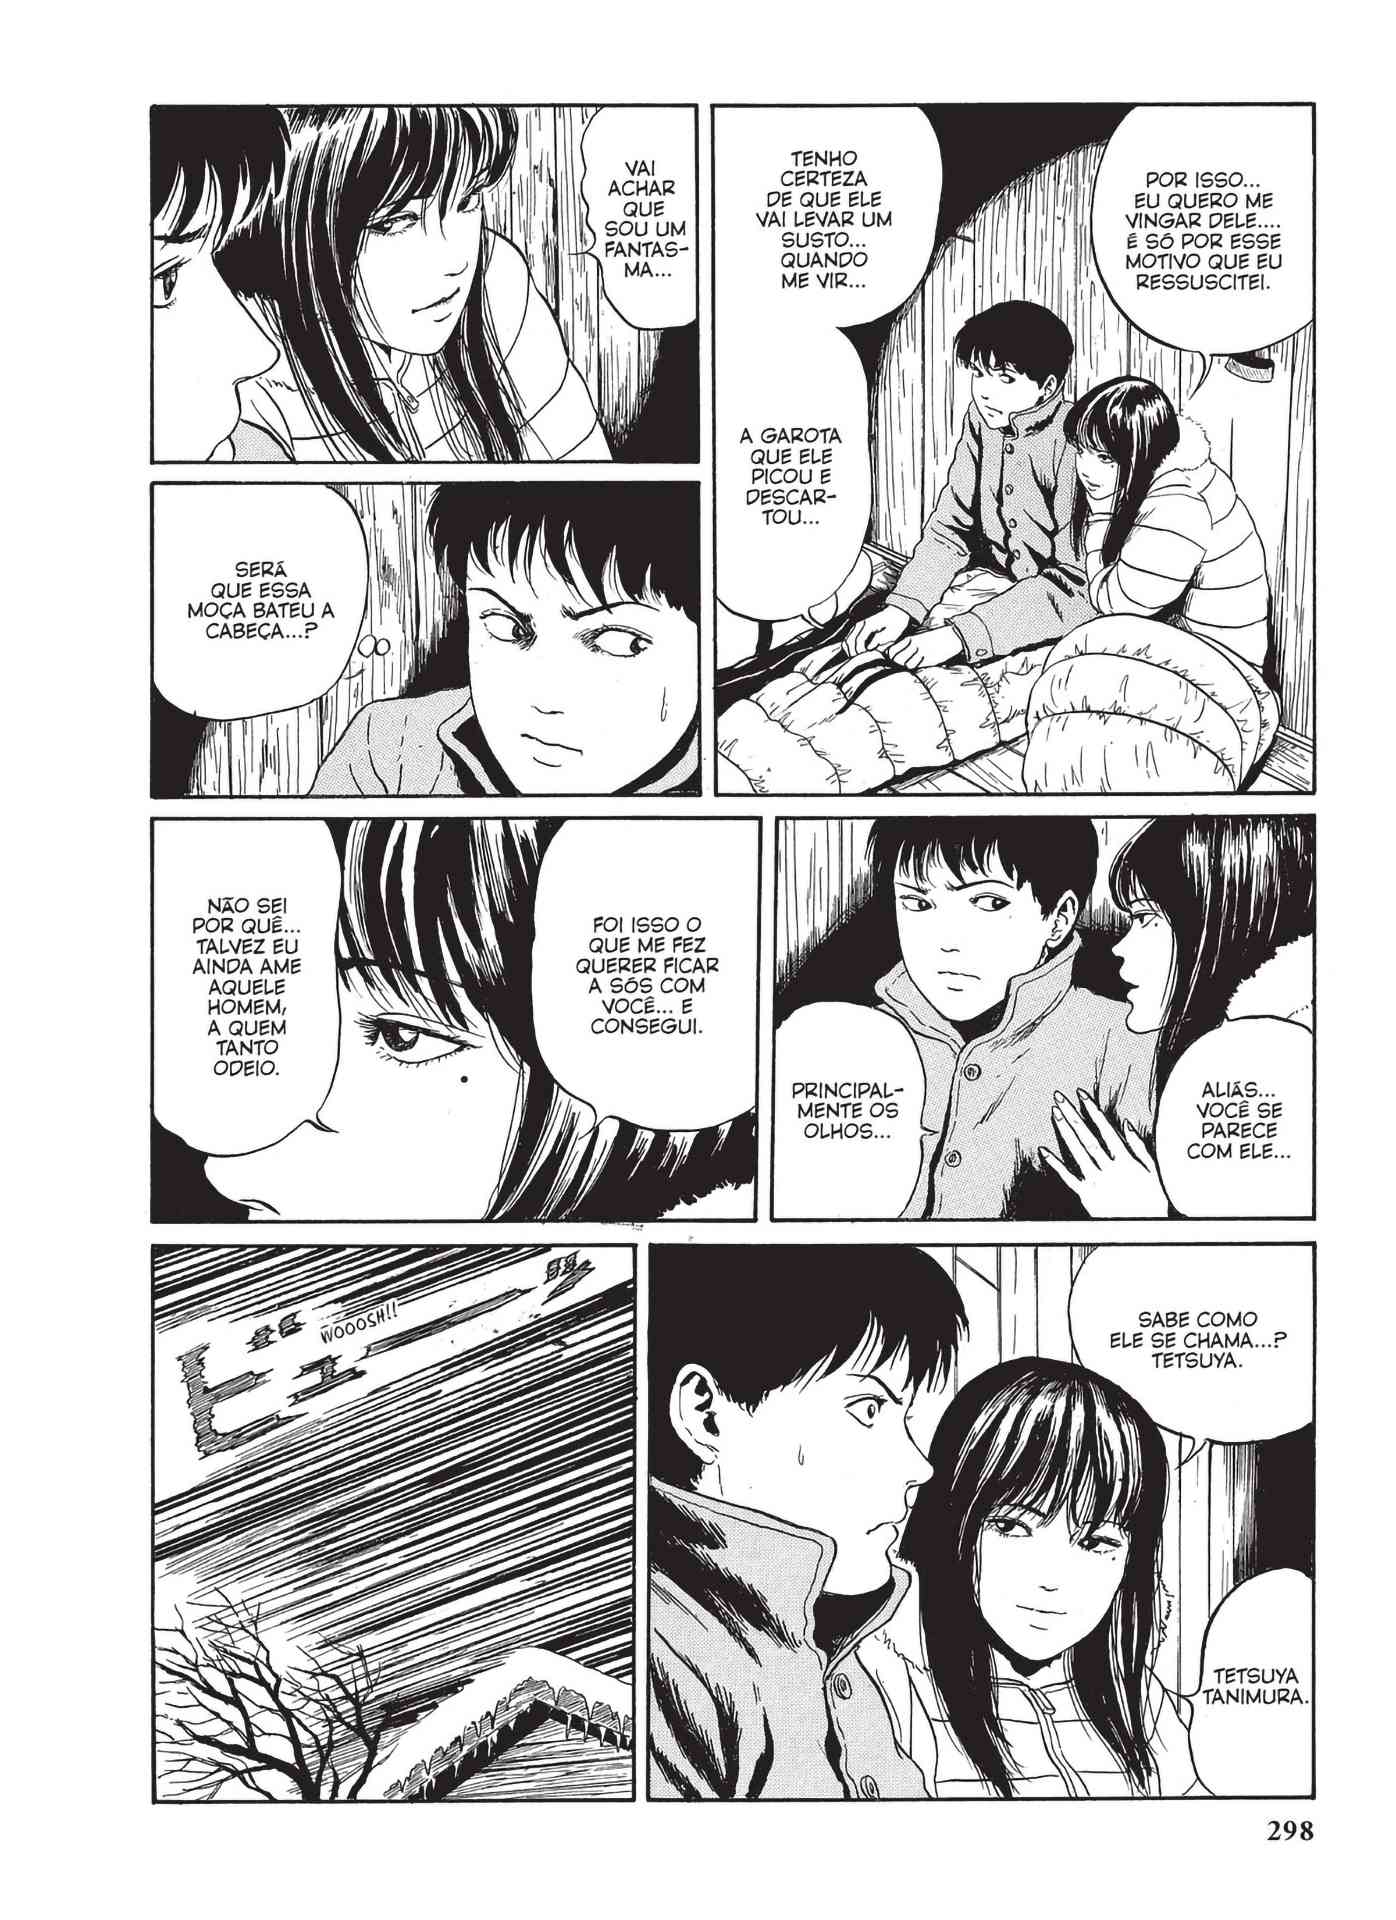 POR ISSO...
EU QUERO ME
VINGAR DELE....
É SÓ POR ESSE
MOTIVO QUE EU
RESSUSCITEI.
TENHO
CERTEZA
DE QUE ELE
VAI LEVAR UM
SUSTO...
QUANDO
ME VIR...
A GAROTA
QUE ELE
PICOU E
DESCAR-
TOU...
VAI
ACHAR
QUE
SOU UM
FANTAS-
MA...
SERÁ
QUE ESSA
MOÇA BATEU A
CABEÇA...?
ALIÁS...
VOCÊ SE
PARECE
COM ELE...
PRINCIPAL-
MENTE OS
OLHOS...
FOI ISSO O
QUE ME FEZ
QUERER FICAR
A SÓS COM
VOCÊ... E
CONSEGUI.
NÃO SEI
POR QUÊ...
TALVEZ EU
AINDA AME
AQUELE
HOMEM,
A QUEM
TANTO
ODEIO.
SABE COMO
ELE SE CHAMA...?
TETSUYA.
TETSUYA
TANIMURA.
ビュー
WOOOSH!!
298